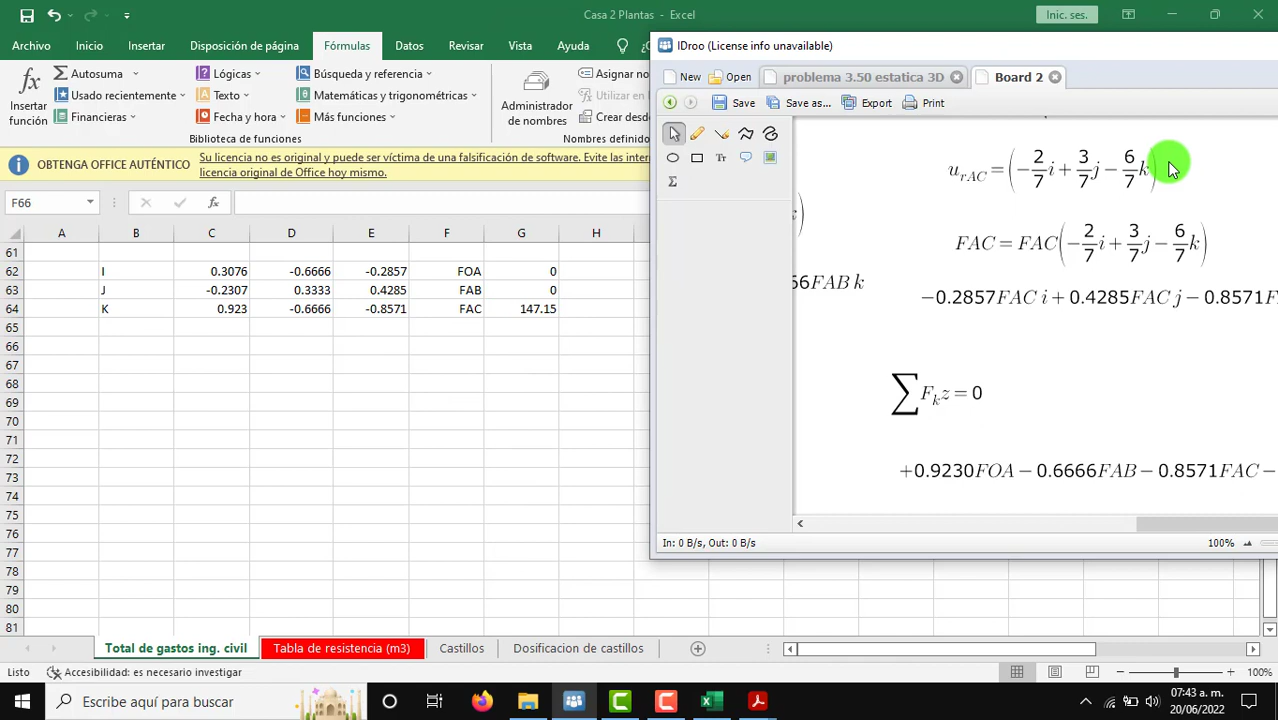 Casa 2 Plantas - Excel
Inic. ses.
Archivo Inicio Insertar Disposición de página Fórmulas Datos Revisar Vista Ayuda
Insertar función
Autosuma
Usado recientemente
Financieras
Lógicas
Texto
Fecha y hora
Búsqueda y referencia
Matemáticas y trigonométricas
Más funciones
Biblioteca de funciones
Administrador de nombres
Asignar no
Utilizar en l
Crear desd
Nombres definido
OBTENGA OFFICE AUTÉNTICO Su licencia no es original y puede ser víctima de una falsificación de software. Evite las inter
licencia original de Office hoy mismo.
F66 fx
A B C D E F G H
61
62 I 0.3076 -0.6666 -0.2857 FOA 0
63 J -0.2307 0.3333 0.4285 FAB 0
64 K 0.923 -0.6666 -0.8571 FAC 147.15
65
66
67
68
69
70
71
72
73
74
75
76
77
78
79
80
81
IDroo (License info unavailable)
New Open problema 3.50 estatica 3D Board 2
Save Save as... Export Print
Tr
Σ
u_rAC = (-2/7 i + 3/7 j - 6/7 k)
k)
FAC = FAC(-2/7 i + 3/7 j - 6/7 k)
66FAB k
-0.2857FAC i + 0.4285FAC j - 0.8571F
∑ F_k z = 0
+0.9230FOA - 0.6666FAB - 0.8571FAC -
In: 0 B/s, Out: 0 B/s 100%
Total de gastos ing. civil Tabla de resistencia (m3) Castillos Dosificacion de castillos
Listo Accesibilidad: es necesario investigar 100%
Escribe aquí para buscar
07:43 a. m.
20/06/2022